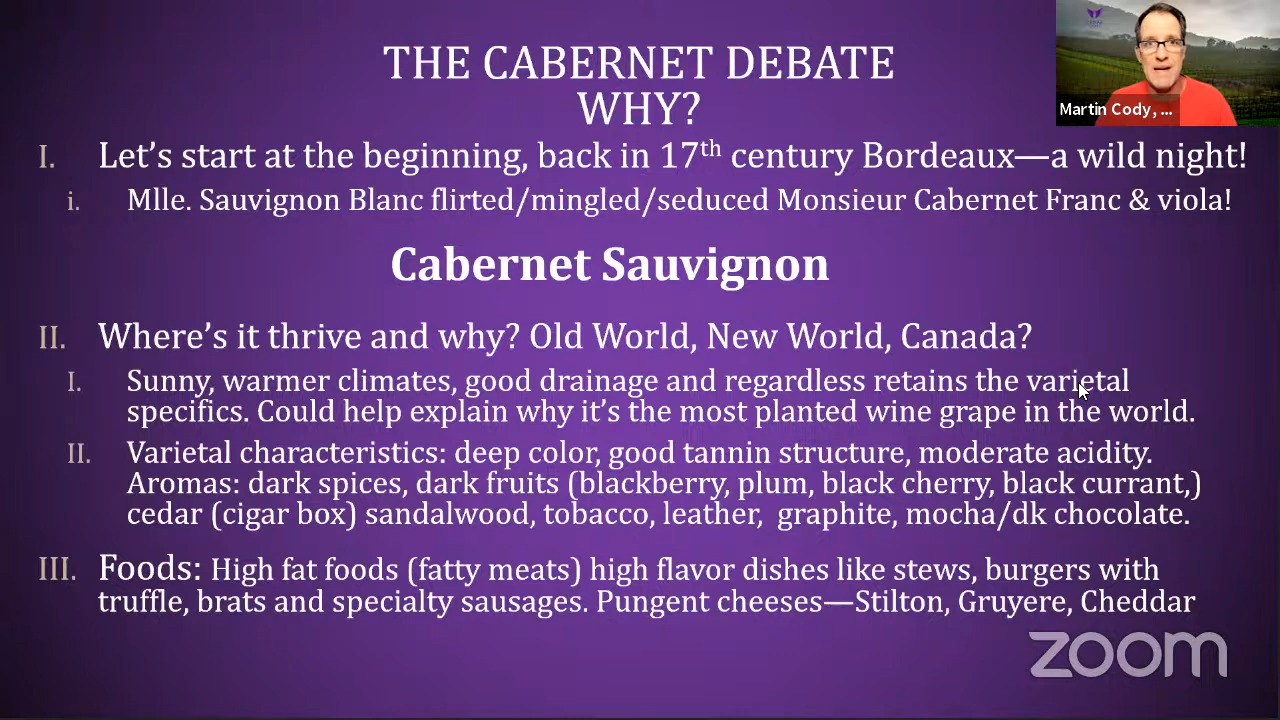 THE CABERNET DEBATE
WHY?
I. Let’s start at the beginning, back in 17th century Bordeaux—a wild night!
i. Mlle. Sauvignon Blanc flirted/mingled/seduced Monsieur Cabernet Franc & viola!
Cabernet Sauvignon
II. Where’s it thrive and why? Old World, New World, Canada?
I. Sunny, warmer climates, good drainage and regardless retains the varietal
specifics. Could help explain why it’s the most planted wine grape in the world.
II. Varietal characteristics: deep color, good tannin structure, moderate acidity.
Aromas: dark spices, dark fruits (blackberry, plum, black cherry, black currant,)
cedar (cigar box) sandalwood, tobacco, leather, graphite, mocha/dk chocolate.
III. Foods: High fat foods (fatty meats) high flavor dishes like stews, burgers with
truffle, brats and specialty sausages. Pungent cheeses—Stilton, Gruyere, Cheddar
Martin Cody, ...
zoom